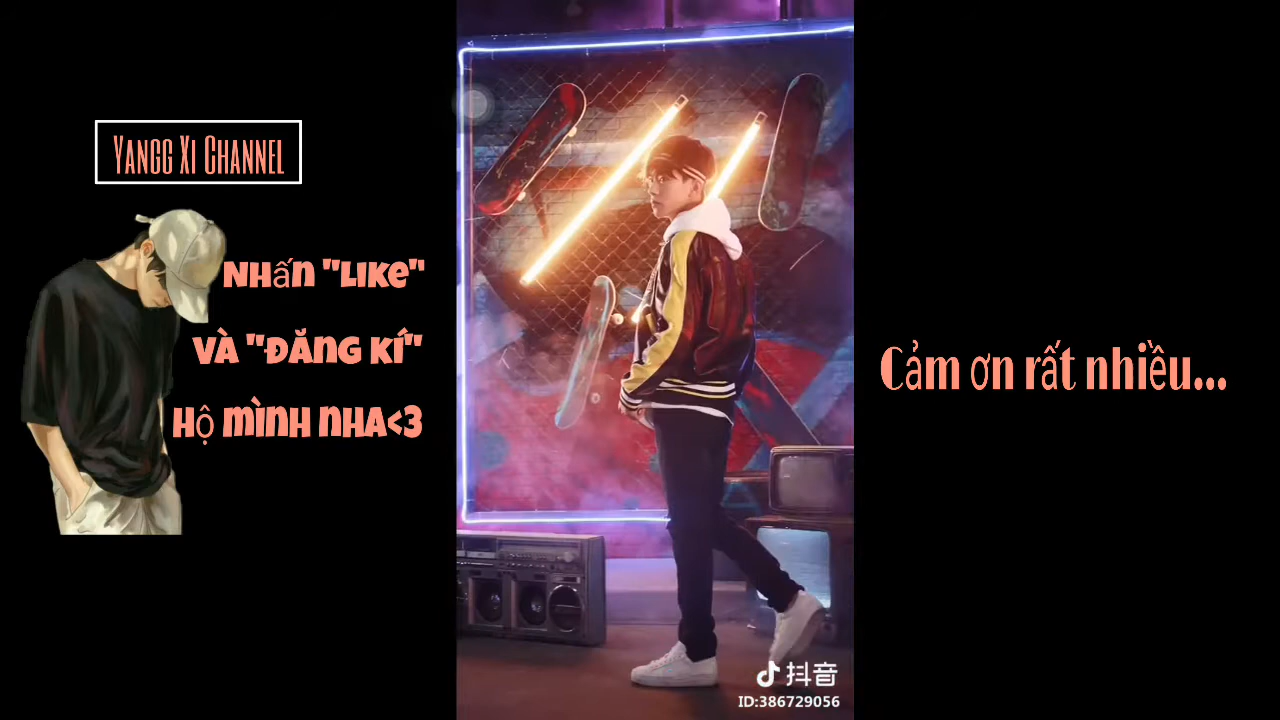 Yangg Xi Channel
Nhấn "Like"
và "Đăng kí"
hộ mình nha<3
Cảm ơn rất nhiều...
抖音
ID:386729056